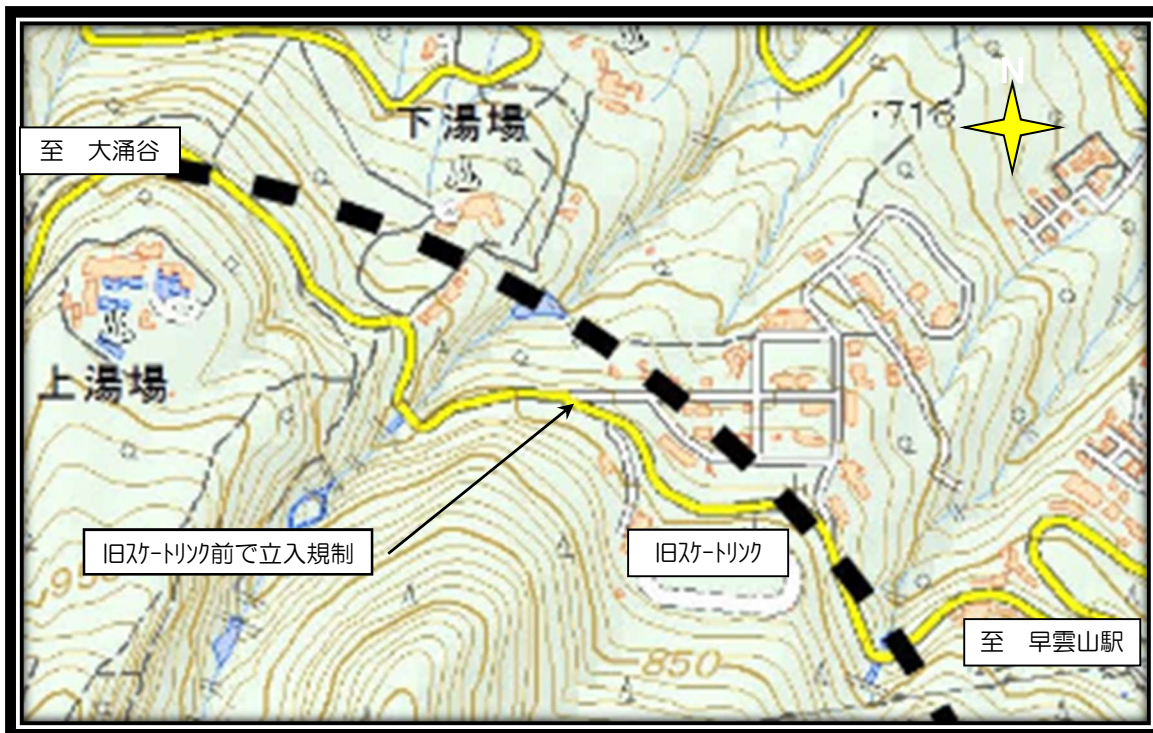 N
下湯場
・716
至　大涌谷
上湯場
旧スケートリンク前で立入規制
旧スケートリンク
950
至　早雲山駅
850